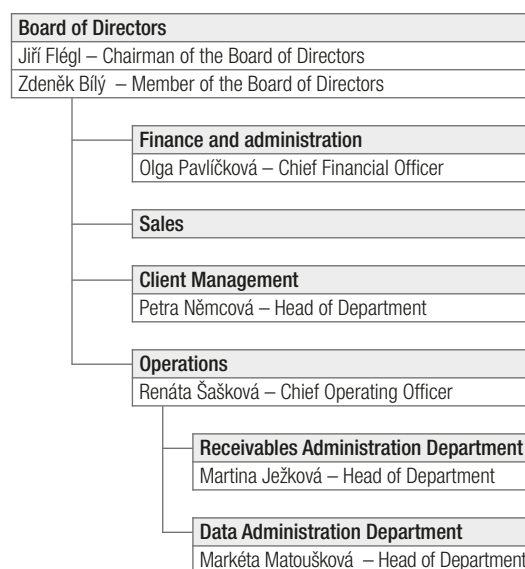 Board of Directors
Jiří Flégl – Chairman of the Board of Directors
Zdeněk Bílý – Member of the Board of Directors
Finance and administration
Olga Pavlíčková – Chief Financial Officer
Sales
Client Management
Petra Němcová – Head of Department
Operations
Renáta Šašková – Chief Operating Officer
Receivables Administration Department
Martina Ježková – Head of Department
Data Administration Department
Markéta Matoušková – Head of Department